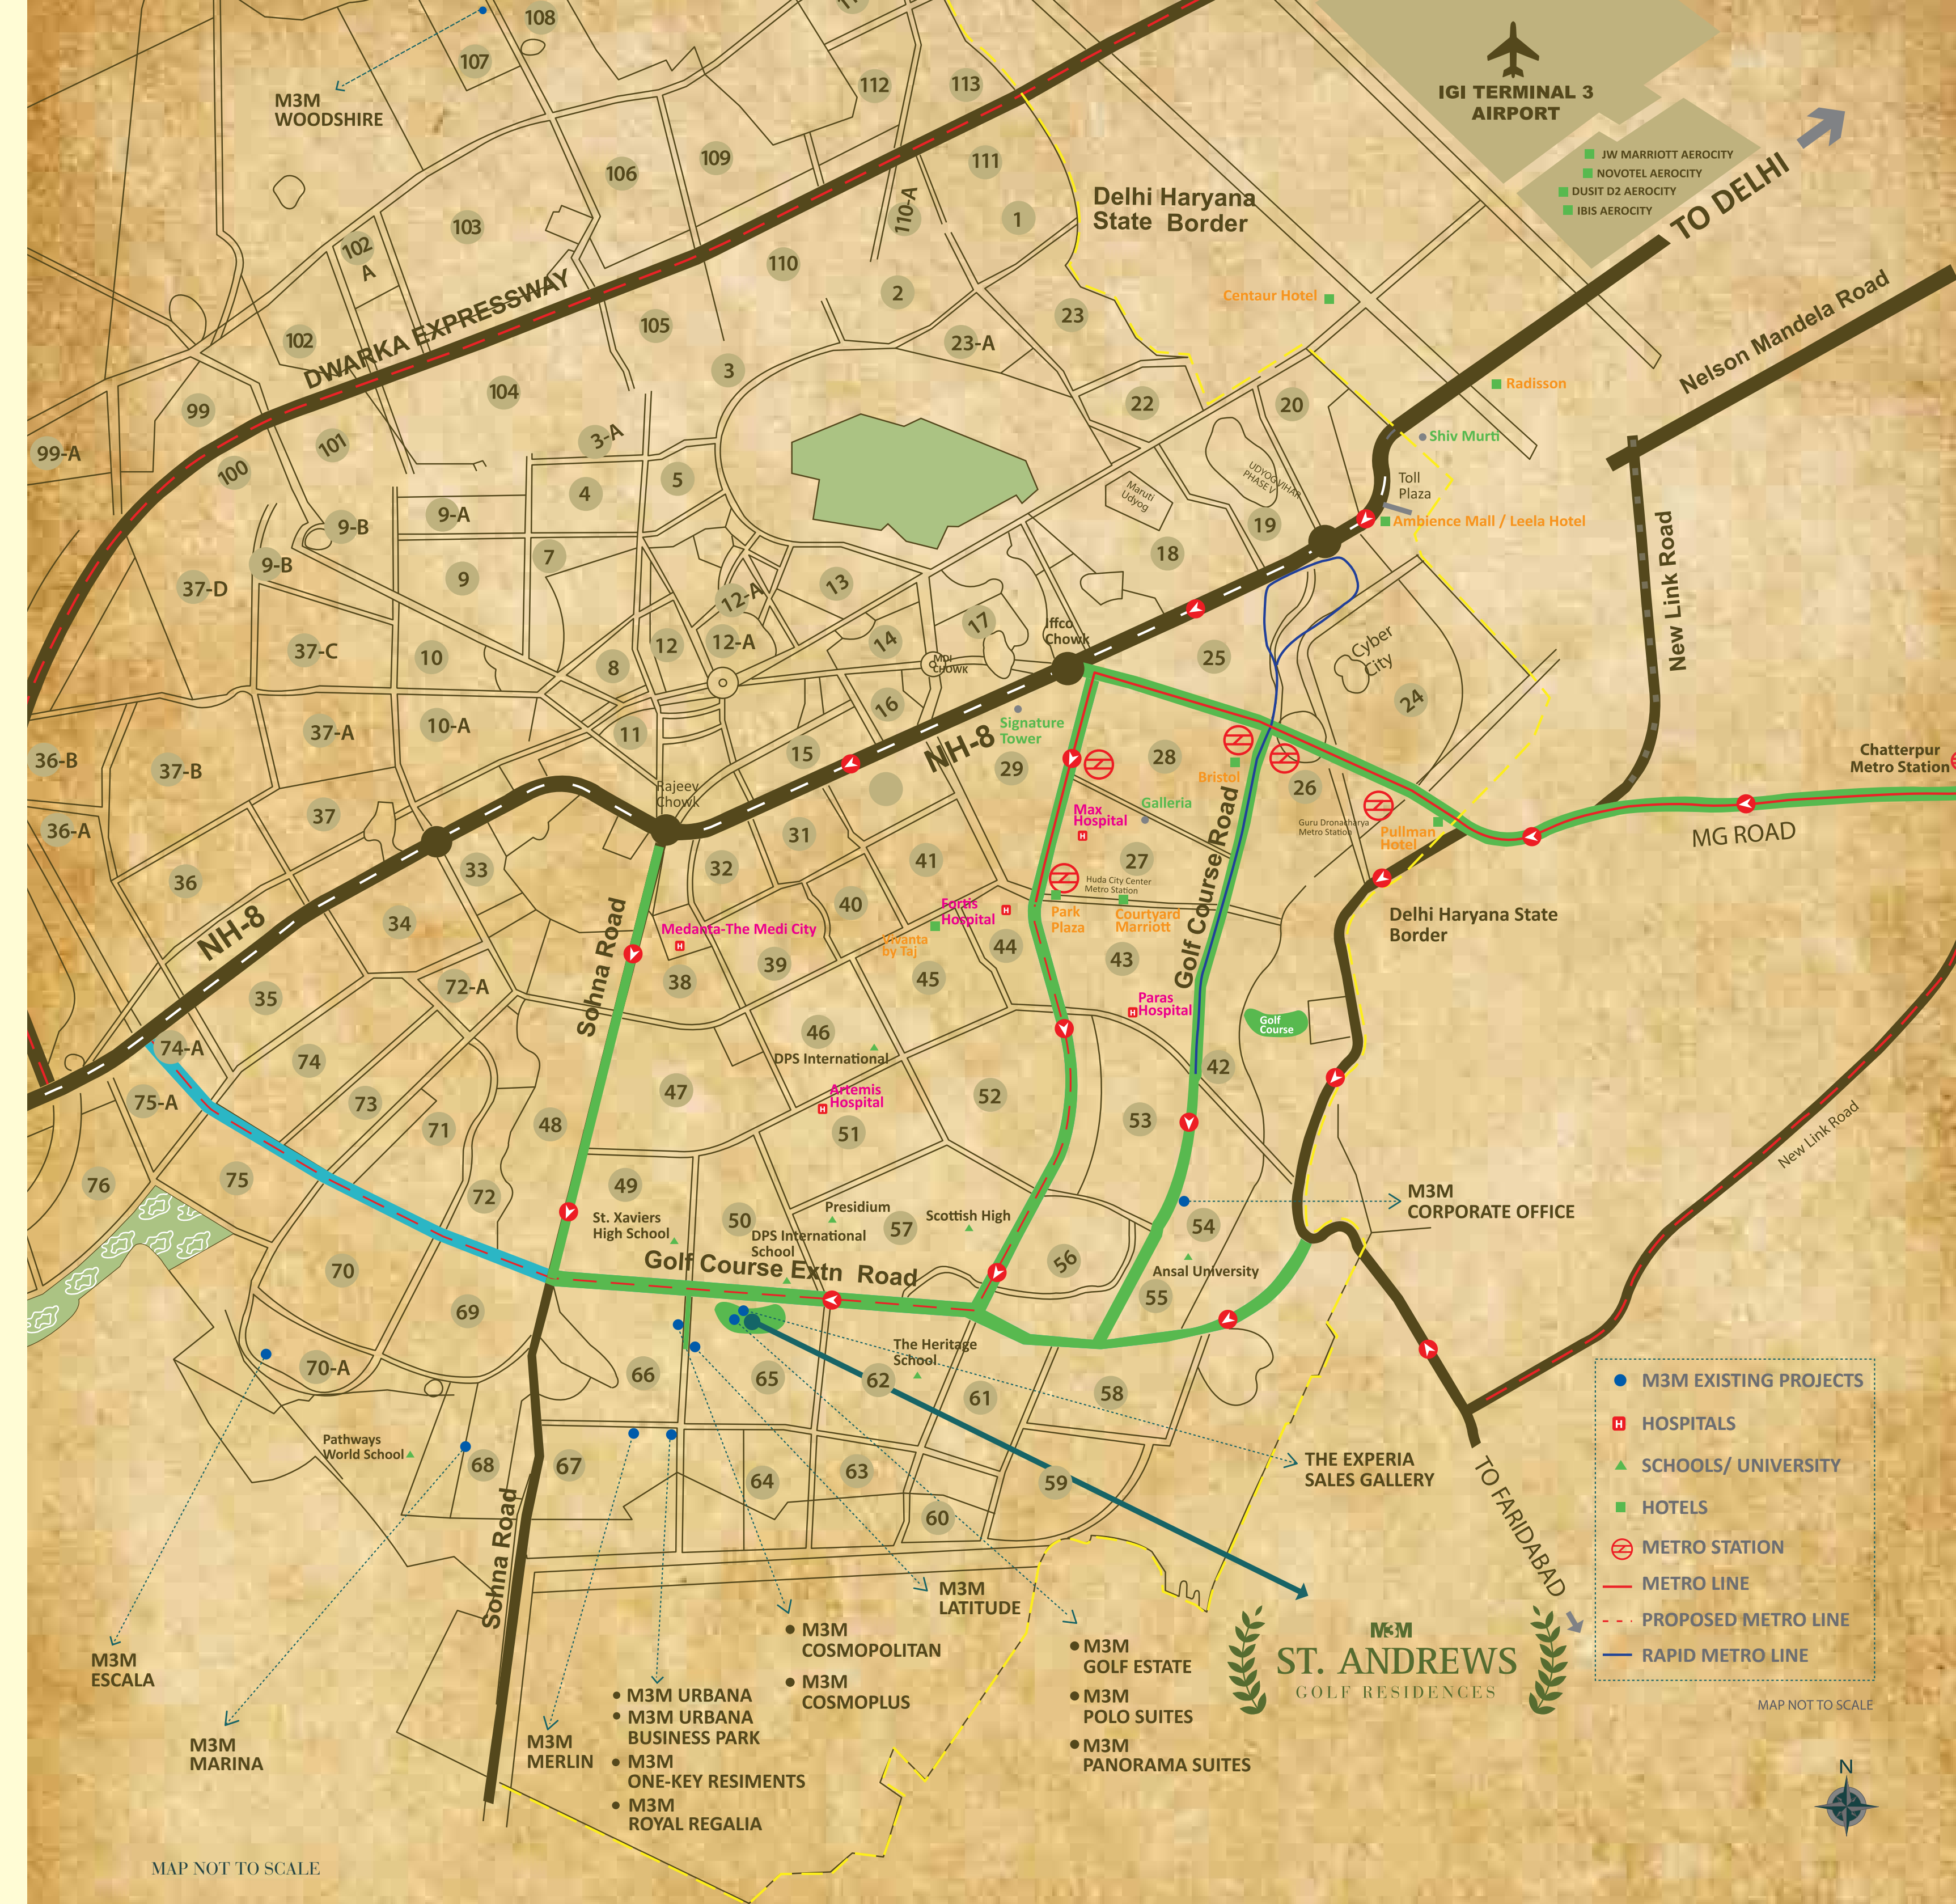 108
107
M3M
WOODSHIRE
112
113
IGI TERMINAL 3
AIRPORT
JW MARRIOTT AEROCITY
NOVOTEL AEROCITY
DUSIT D2 AEROCITY
IBIS AEROCITY
TO DELHI
106
109
111
110-A
1
Delhi Haryana
State Border
103
102
A
110
2
DWARKA EXPRESSWAY
Centaur Hotel
23
105
102
23-A
3
104
Nelson Mandela Road
Radisson
99
22
20
101
3-A
Shiv Murti
99-A
100
4
5
UDYOG VIHAR
PHASE V
Maruti
Udyog
Toll
Plaza
9-A
9-B
19
Ambience Mall / Leela Hotel
New Link Road
7
18
9-B
37-D
9
13
12-A
17
Iffco
Chowk
37-C
10
8
12
12-A
14
MDI
CHOWK
25
Cyber
City
24
16
Signature
Tower
NH-8
37-A
10-A
11
15
29
28
Bristol
26
Chatterpur
Metro Station
36-B
37-B
Rajeev
Chowk
Max
Hospital
Galleria
Golf Course Road
Guru Dronacharya
Metro Station
Pullman
Hotel
MG ROAD
36-A
37
31
41
27
Huda City Center
Metro Station
36
33
32
40
Fortis
Hospital
Park
Plaza
Courtyard
Marriott
Delhi Haryana State
Border
NH-8
34
Sohna Road
Medanta-The Medi City
Vivanta
by Taj
44
43
39
45
38
35
72-A
Paras
Hospital
Golf
Course
46
DPS International
74-A
74
42
47
Artemis
Hospital
52
75-A
73
71
48
51
53
New Link Road
76
75
72
49
M3M
CORPORATE OFFICE
50
Presidium
St. Xaviers
High School
DPS International
School
57
Scottish High
54
Golf Course Extn Road
56
Ansal University
70
55
69
The Heritage
School
70-A
66
65
62
61
58
M3M EXISTING PROJECTS
HOSPITALS
SCHOOLS/ UNIVERSITY
HOTELS
METRO STATION
METRO LINE
PROPOSED METRO LINE
RAPID METRO LINE
MAP NOT TO SCALE
Pathways
World School
68
67
64
63
59
60
THE EXPERIA
SALES GALLERY
TO FARIDABAD
Sohna Road
M3M
LATITUDE
M3M
COSMOPOLITAN
M3M
COSMOPLUS
M3M
GOLF ESTATE
M3M
POLO SUITES
M3M
PANORAMA SUITES
M3M
ST. ANDREWS
GOLF RESIDENCES
M3M
ESCALA
M3M
MARINA
M3M
MERLIN
M3M URBANA
M3M URBANA
BUSINESS PARK
M3M
ONE-KEY RESIMENTS
M3M
ROYAL REGALIA
N
MAP NOT TO SCALE